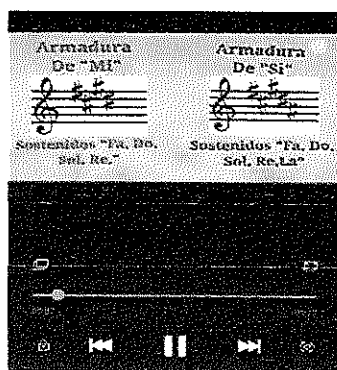 Armadura
De "MI"
Sostenidos "Fa, Do,
Sol, Re,"
Armadura
De "Si"
Sostenidos "Fa, Do,
Sol, Re,La"